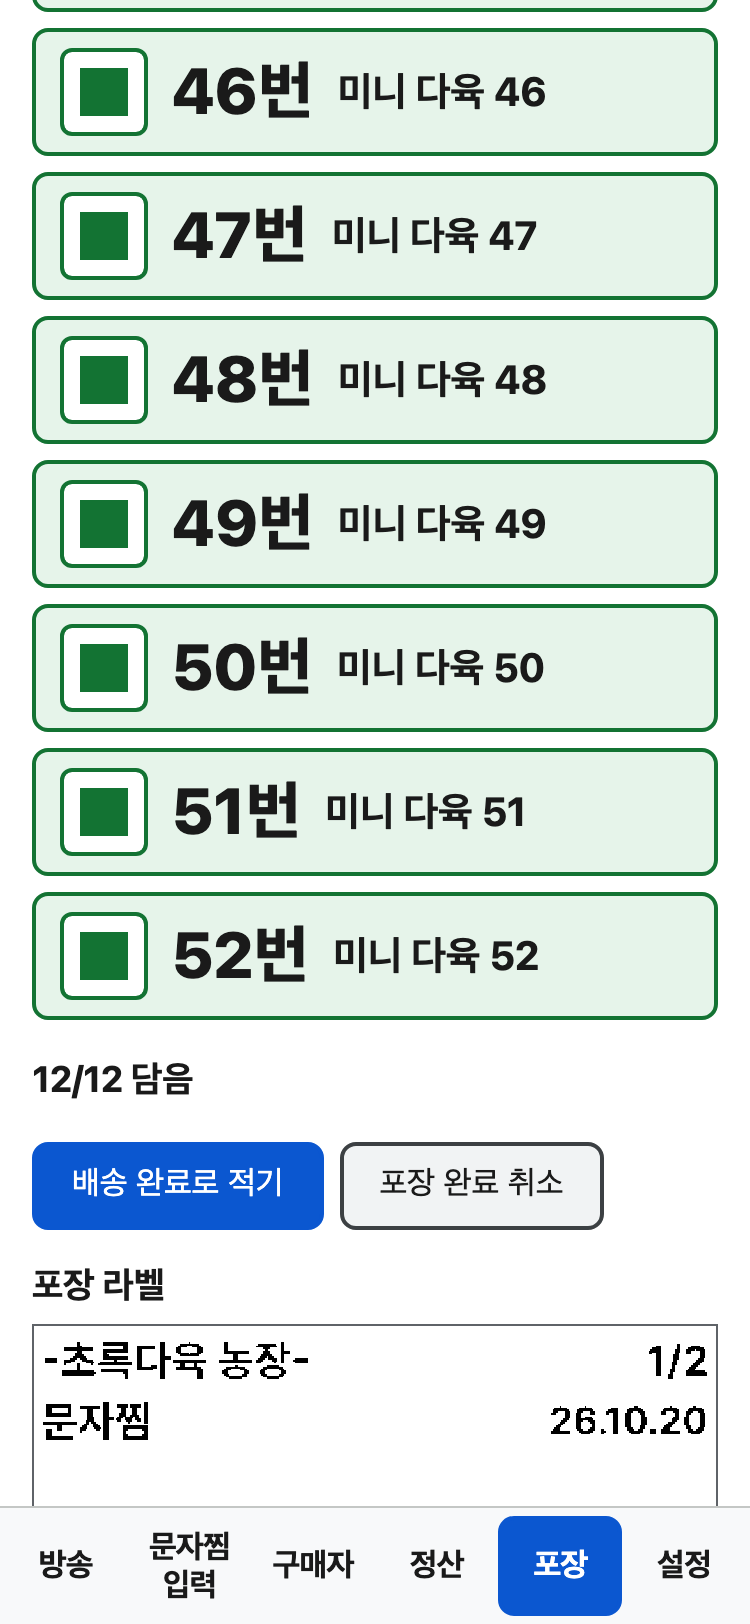 46번 미니 다육 46
47번 미니 다육 47
48번 미니 다육 48
49번 미니 다육 49
50번 미니 다육 50
51번 미니 다육 51
52번 미니 다육 52
12/12 담음
배송 완료로 적기 포장 완료 취소
포장 라벨
-초록다육 농장- 1/2
문자찜 26.10.20
방송 문자찜 입력 구매자 정산 포장 설정